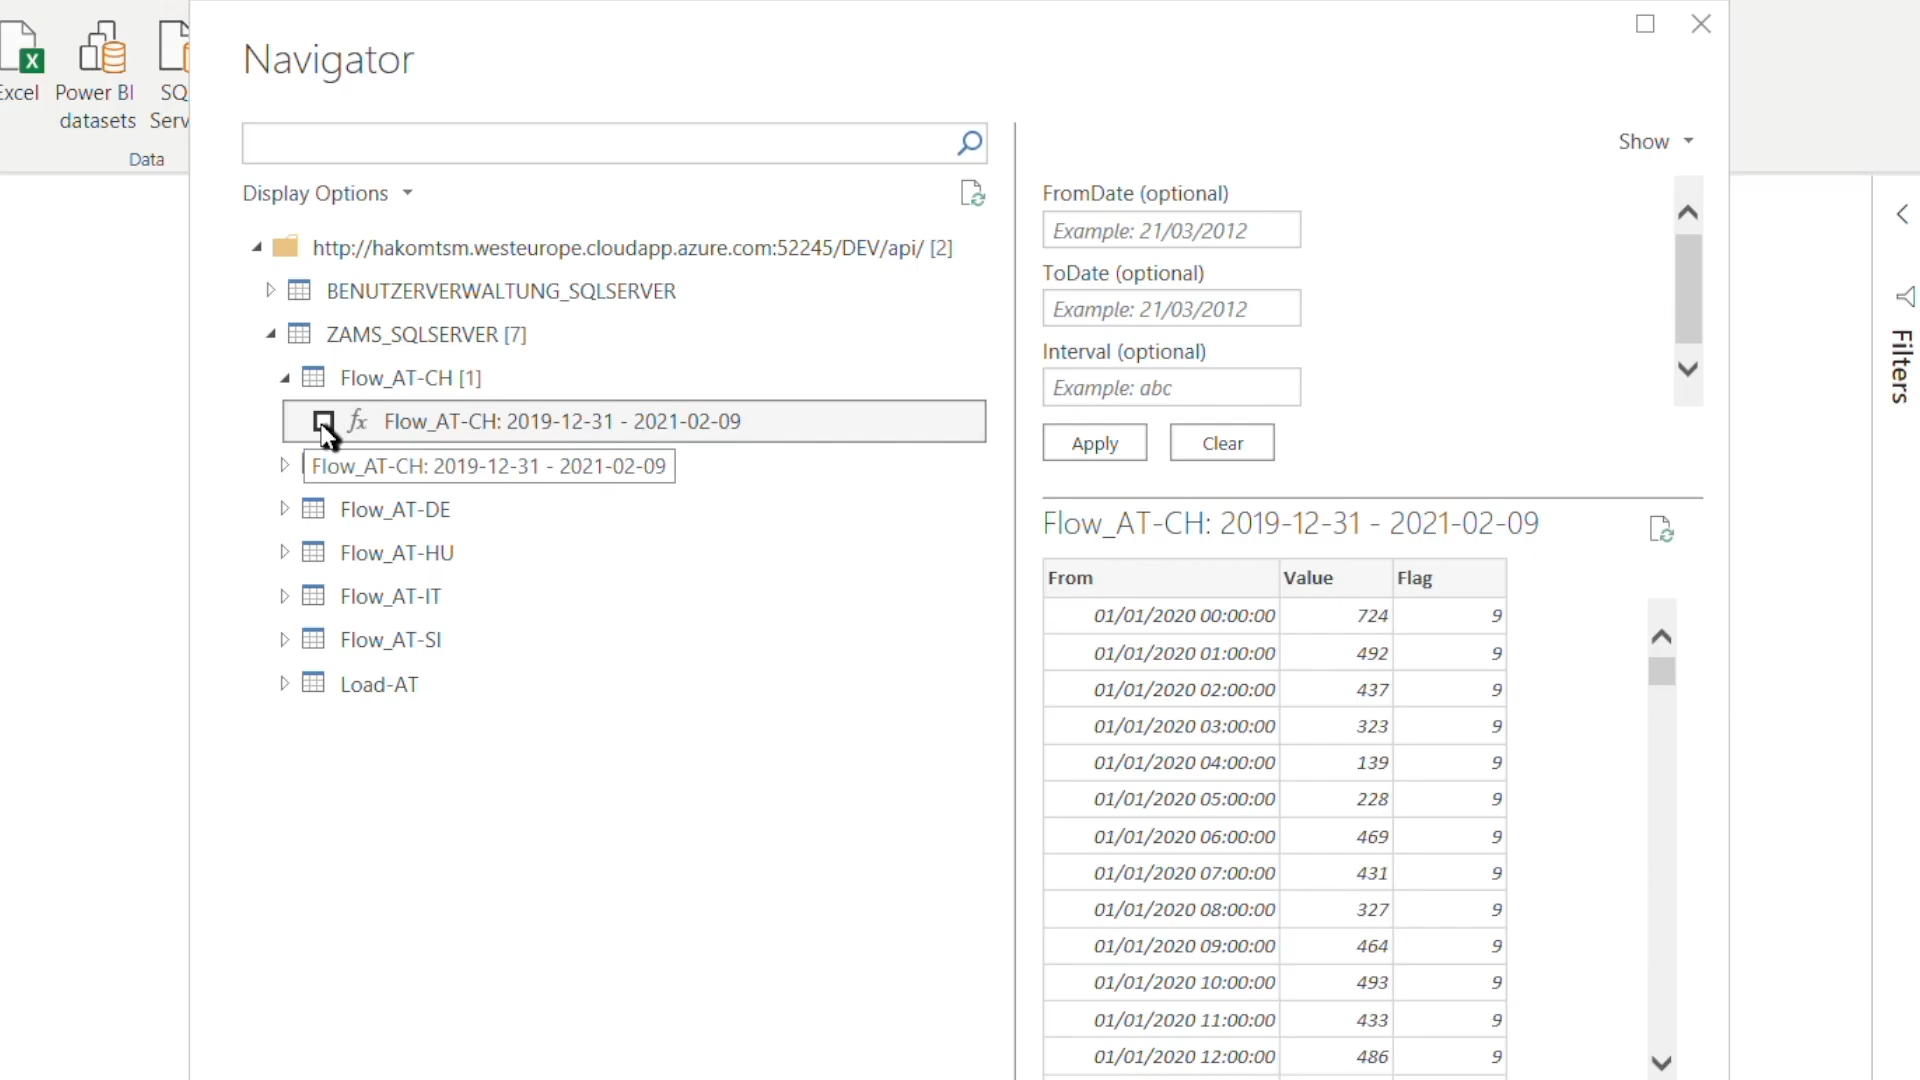 Excel
Power BI
datasets
SQ
Serv
Data
Navigator
Display Options
http://hakomtsm.westeurope.cloudapp.azure.com:52245/DEV/api/ [2]
BENUTZERVERWALTUNG_SQLSERVER
ZAMS_SQLSERVER [7]
Flow_AT-CH [1]
fx Flow_AT-CH: 2019-12-31 - 2021-02-09
Flow_AT-CH: 2019-12-31 - 2021-02-09
Flow_AT-DE
Flow_AT-HU
Flow_AT-IT
Flow_AT-SI
Load-AT
Show
FromDate (optional)
Example: 21/03/2012
ToDate (optional)
Example: 21/03/2012
Interval (optional)
Example: abc
Apply Clear
Flow_AT-CH: 2019-12-31 - 2021-02-09
From Value Flag
01/01/2020 00:00:00 724 9
01/01/2020 01:00:00 492 9
01/01/2020 02:00:00 437 9
01/01/2020 03:00:00 323 9
01/01/2020 04:00:00 139 9
01/01/2020 05:00:00 228 9
01/01/2020 06:00:00 469 9
01/01/2020 07:00:00 431 9
01/01/2020 08:00:00 327 9
01/01/2020 09:00:00 464 9
01/01/2020 10:00:00 493 9
01/01/2020 11:00:00 433 9
01/01/2020 12:00:00 486 9
Filters